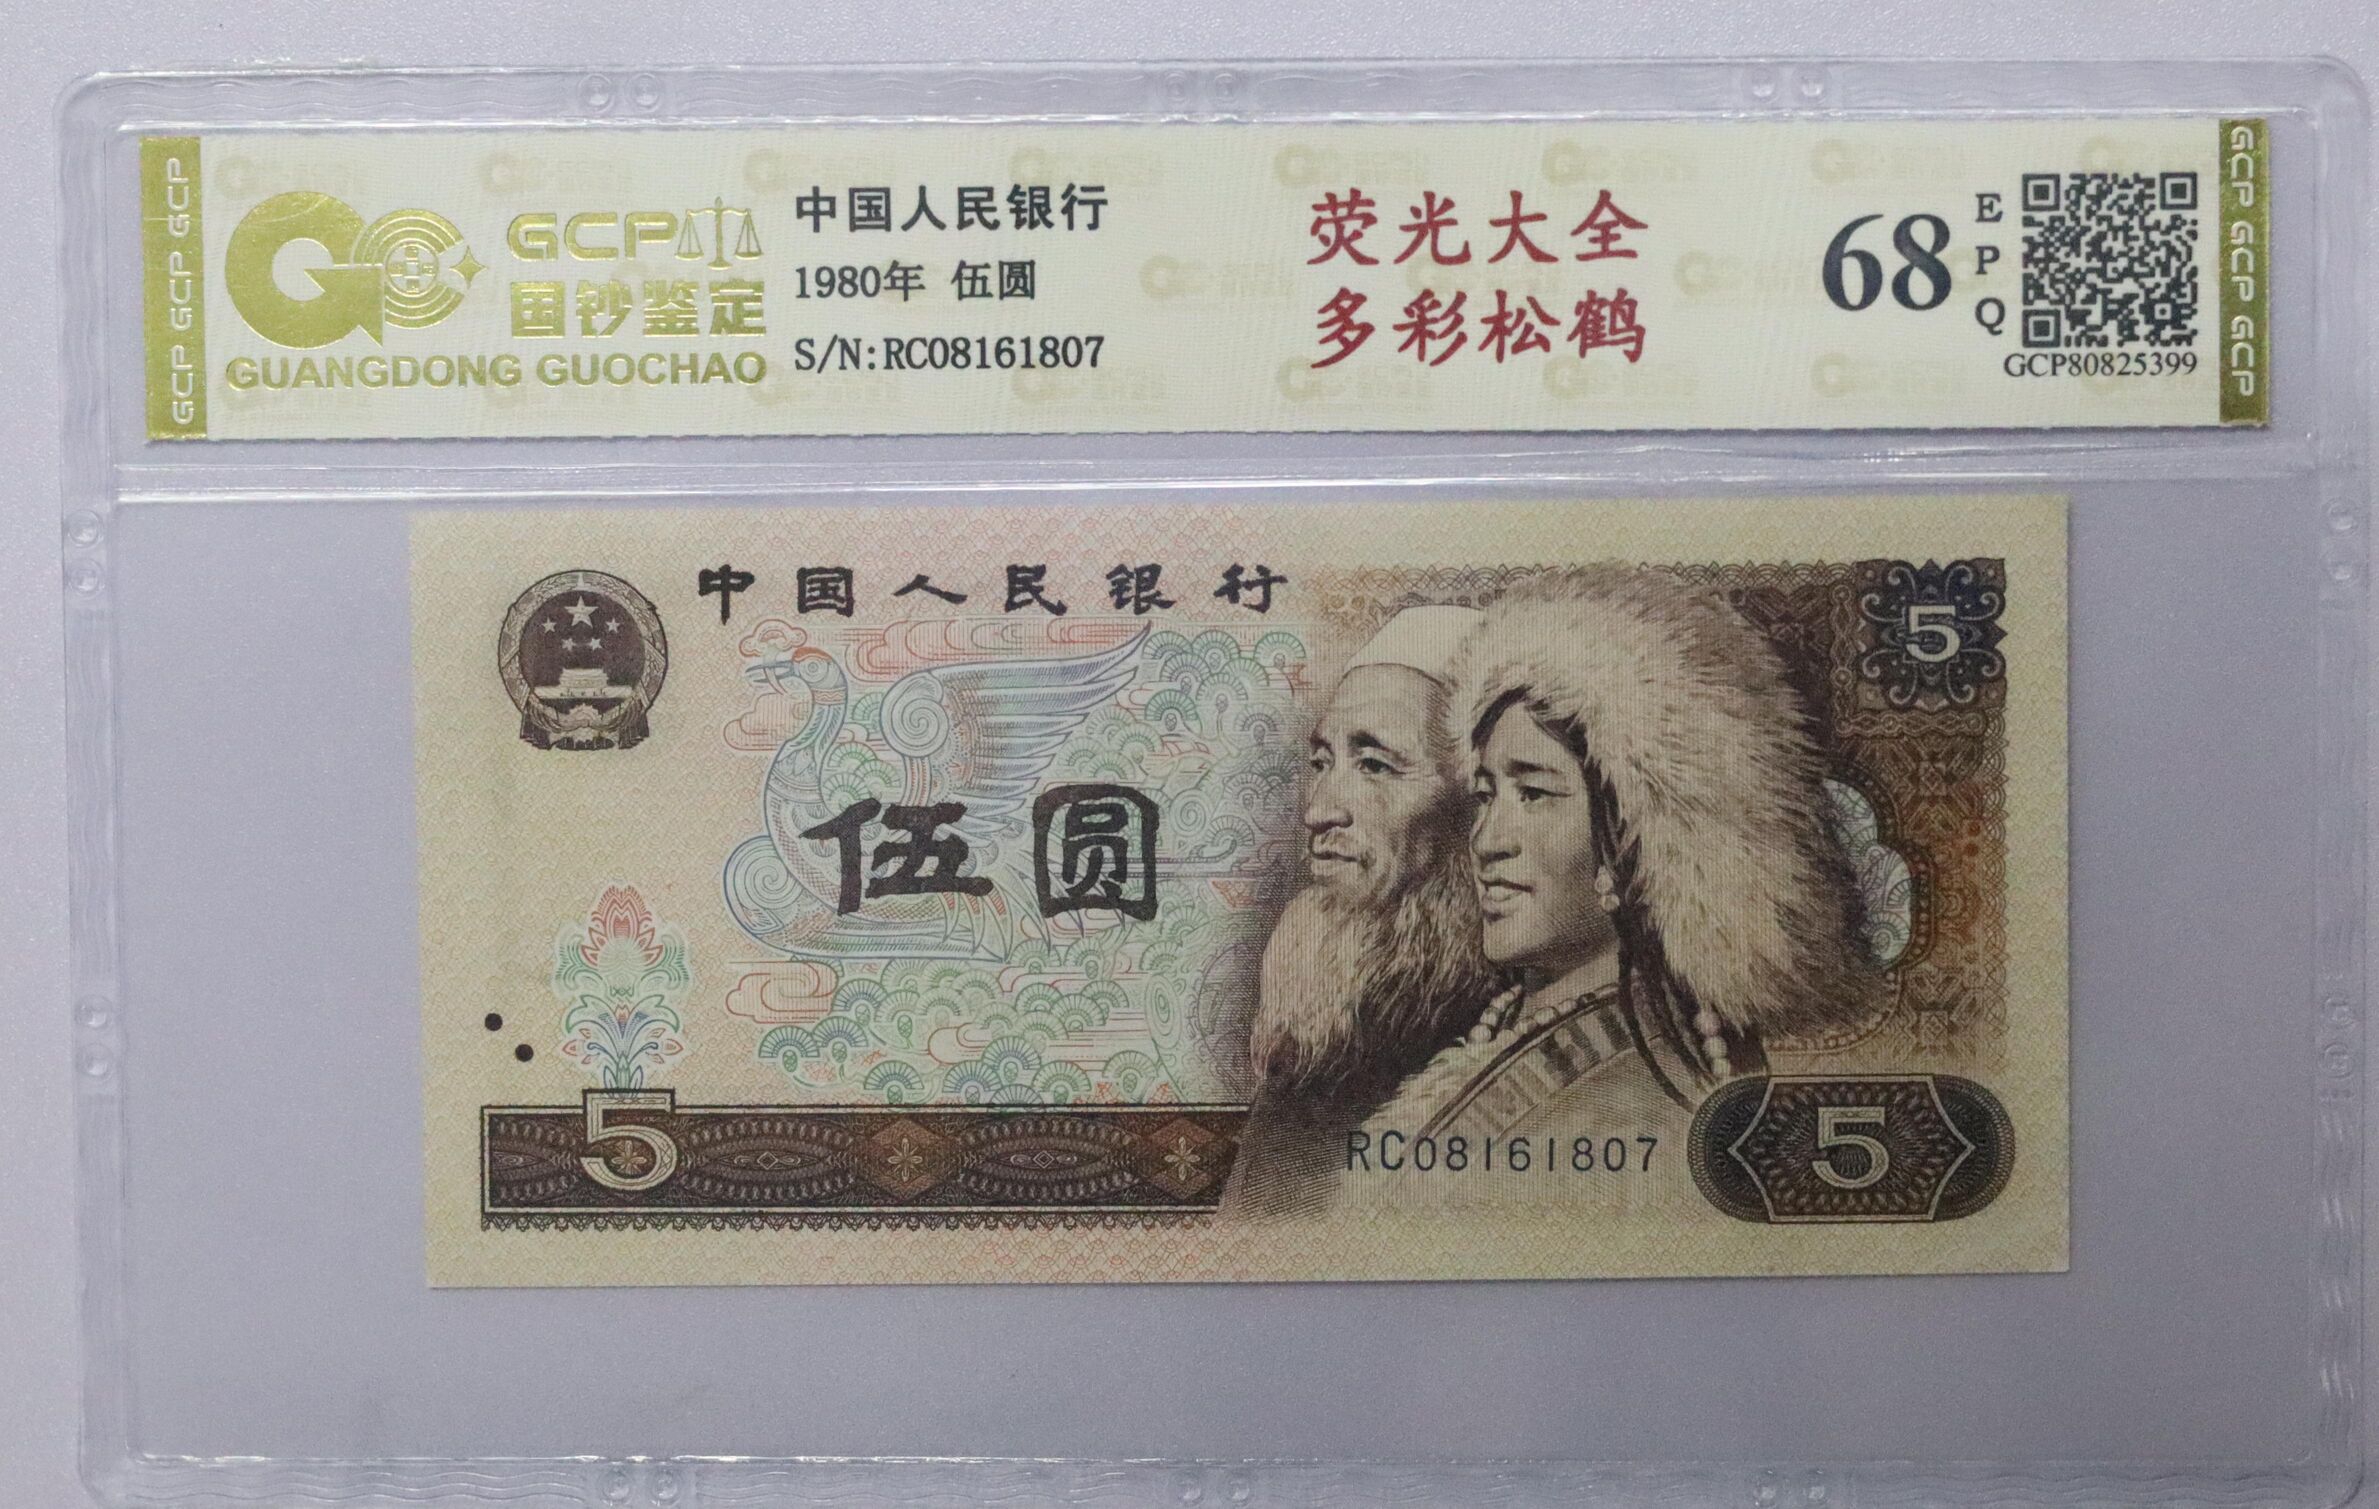 GCP GCP GCP
GCP
国钞鉴定
GUANGDONG GUOCHAO
中国人民银行
1980年 伍圆
S/N:RC08161807
荧光大全
多彩松鹤
68
EPQ
GCP80825399
GCP GCP GCP
中国人民银行
5
伍圆
5
RC08161807
5